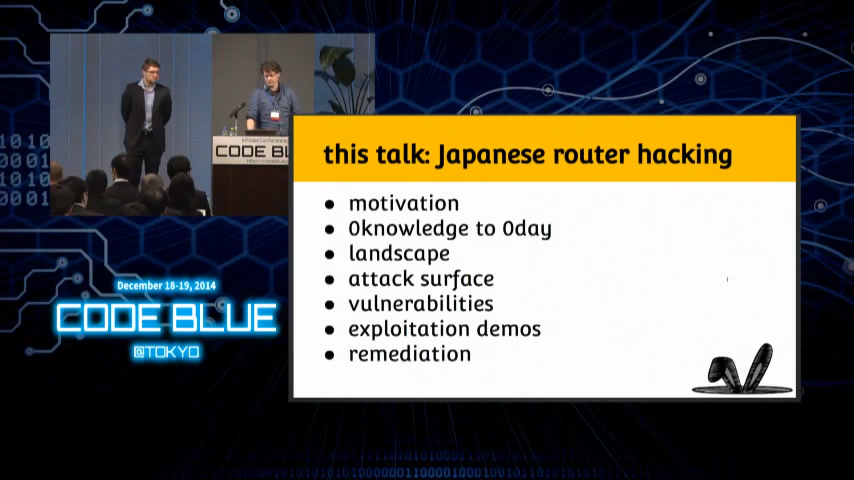 this talk: Japanese router hacking
● motivation
● 0knowledge to 0day
● landscape
● attack surface
● vulnerabilities
● exploitation demos
● remediation
December 18-19, 2014
CODE BLUE
@TOKYO
CODE BL